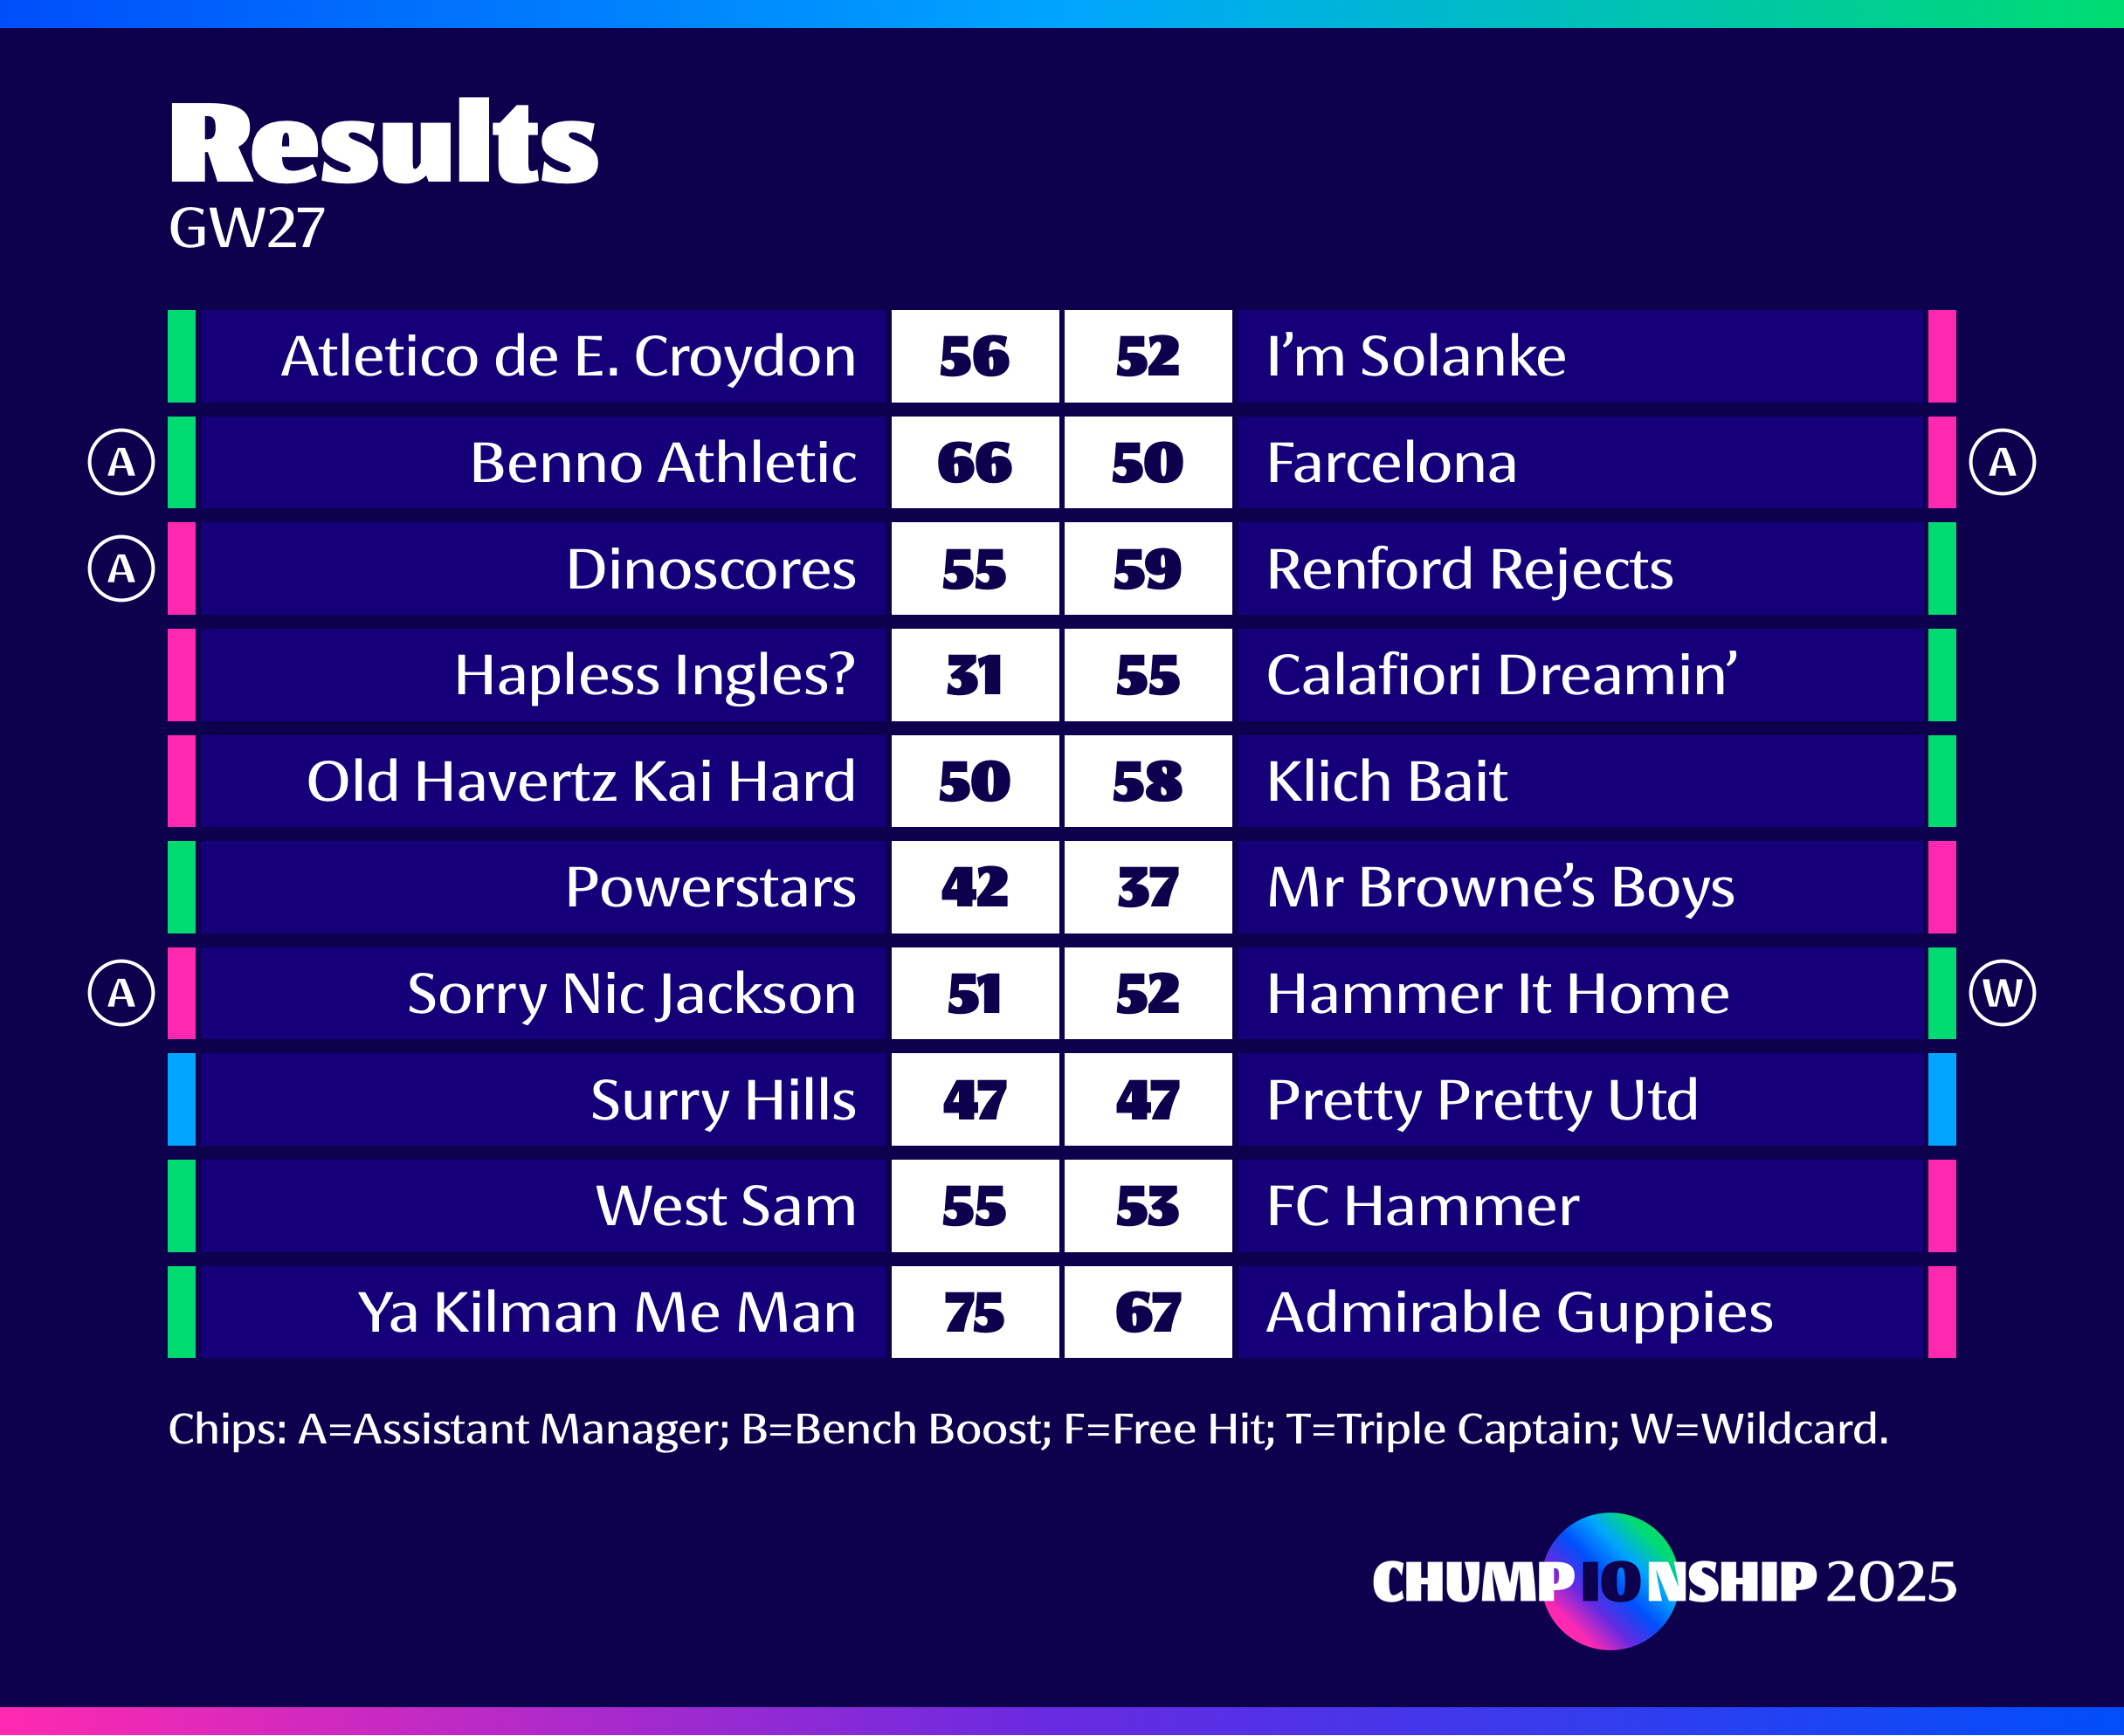 Results
GW27
Atletico de E. Croydon 56 52 I’m Solanke
A Benno Athletic 66 50 Farcelona A
A Dinoscores 55 59 Renford Rejects
Hapless Ingles? 31 55 Calafiori Dreamin’
Old Havertz Kai Hard 50 58 Klich Bait
Powerstars 42 37 Mr Browne’s Boys
A Sorry Nic Jackson 51 52 Hammer It Home W
Surry Hills 47 47 Pretty Pretty Utd
West Sam 55 53 FC Hammer
Ya Kilman Me Man 75 67 Admirable Guppies
Chips: A=Assistant Manager; B=Bench Boost; F=Free Hit; T=Triple Captain; W=Wildcard.
CHUMPIONSHIP 2025